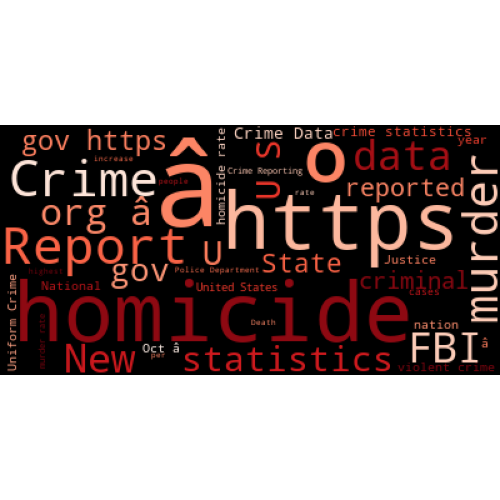 gov https
Crime Data
crime statistics
year
increase
Crime
people
â
homicide rate
U S
o
data
Crime Reporting
rate
reported
murder
org â
https
Report
gov
U
State
Justice
Police Department
highest
National
United States
criminal
cases
Uniform Crime
homicide
murder rate
Death
nation
New
Oct â
per
statistics
FBI
â
violent crime